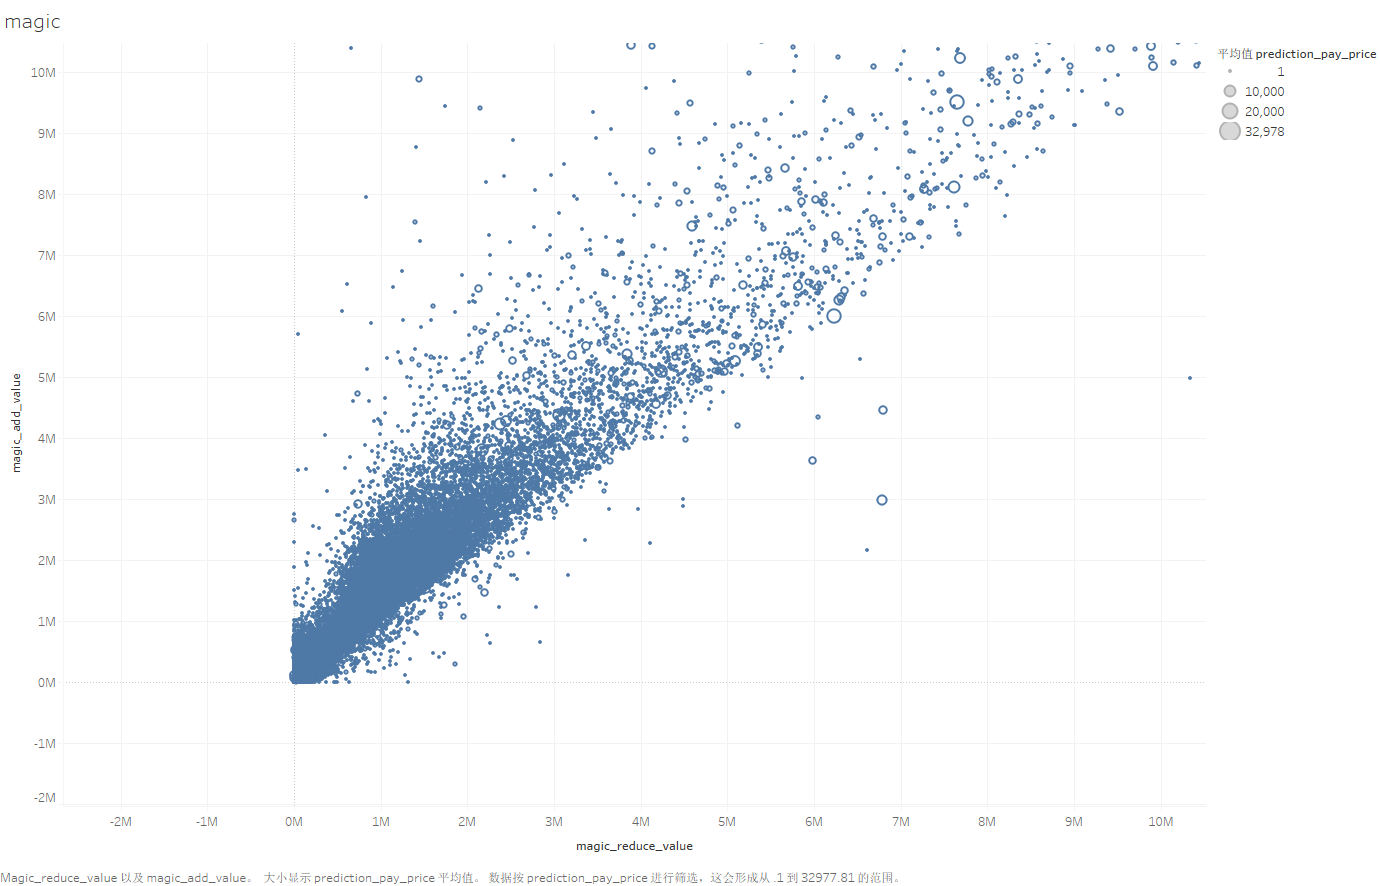 magic
平均值 prediction_pay_price
1
10,000
20,000
32,978
10M
9M
8M
7M
6M
5M
4M
3M
2M
1M
0M
-1M
-2M
magic_add_value
-2M -1M 0M 1M 2M 3M 4M 5M 6M 7M 8M 9M 10M
magic_reduce_value
Magic_reduce_value 以及 magic_add_value。 大小显示 prediction_pay_price 平均值。 数据按 prediction_pay_price 进行筛选，这会形成从 .1 到 32977.81 的范围。